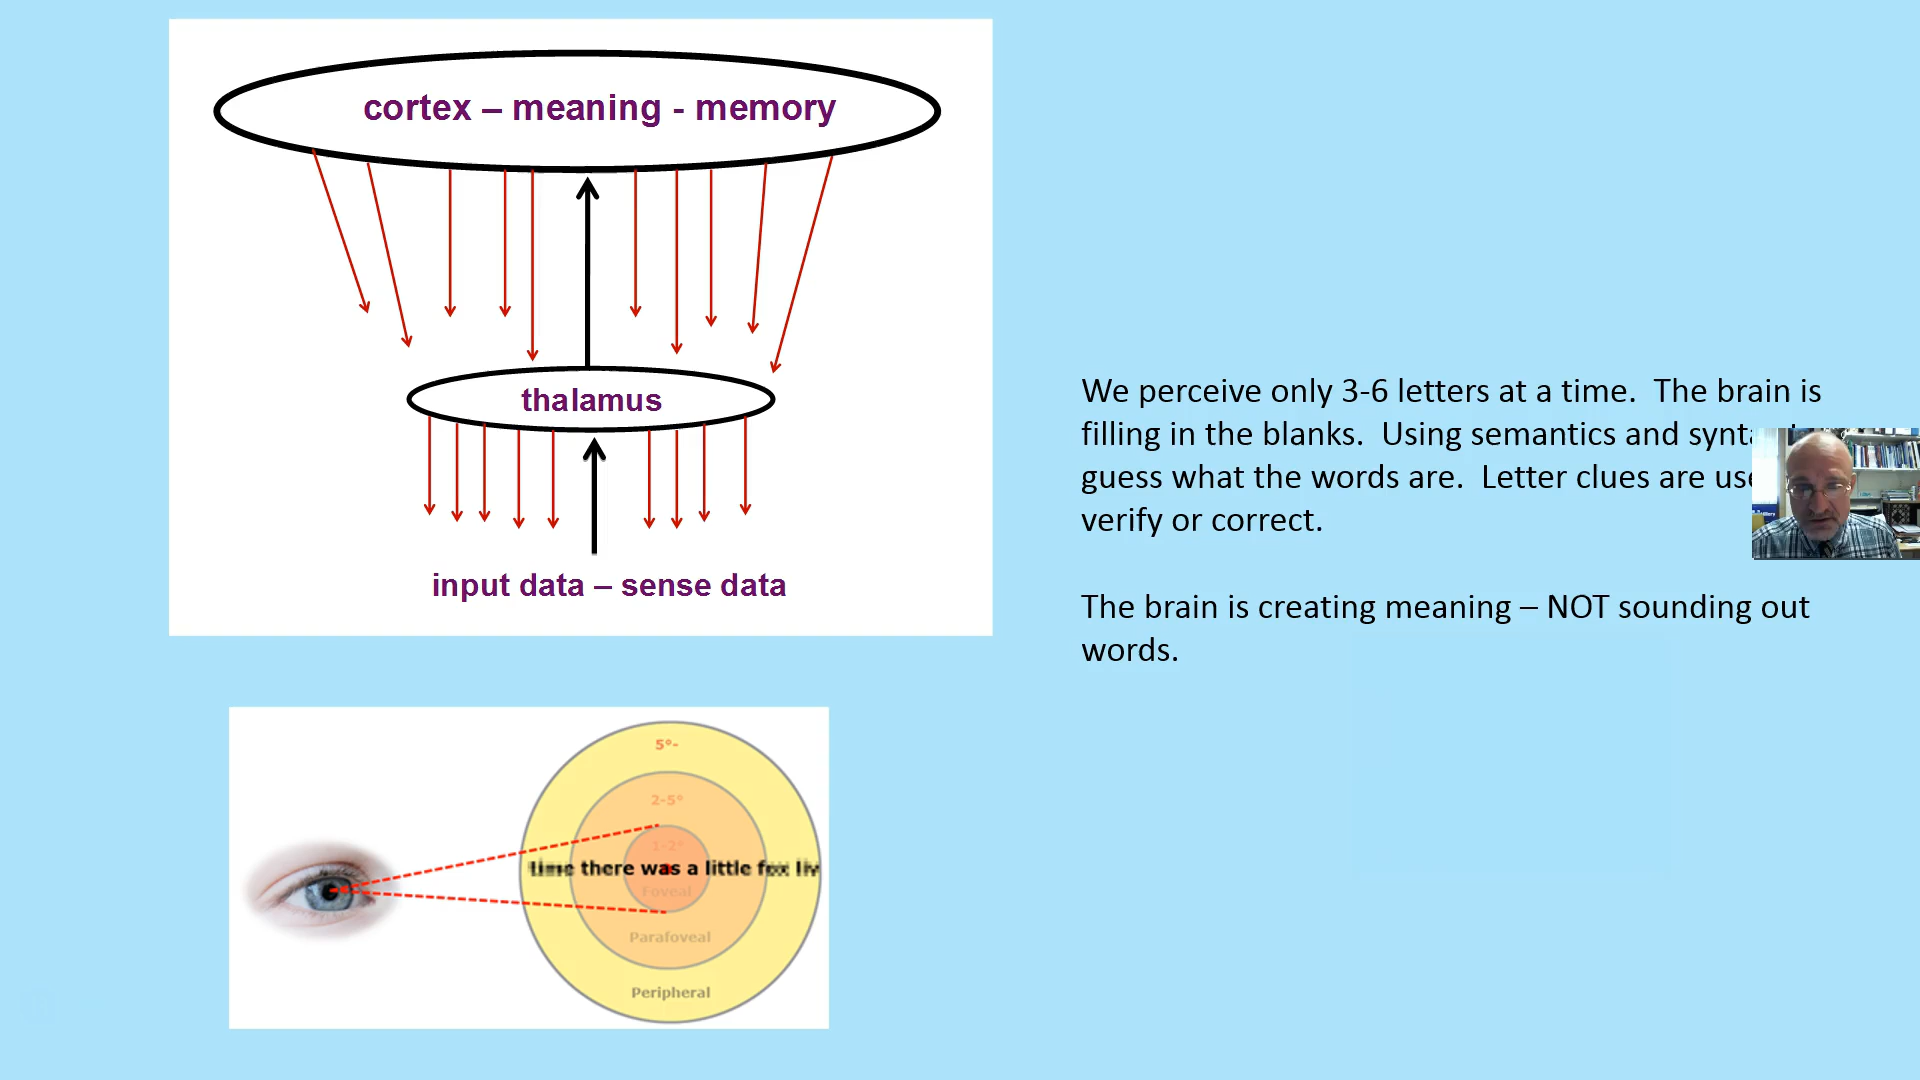 cortex – meaning - memory
thalamus
input data – sense data
We perceive only 3-6 letters at a time. The brain is
filling in the blanks. Using semantics and
guess what the words are. Letter clues are
verify or correct.
The brain is creating meaning – NOT sounding out
words.
5°-
2-5°
1-2°
time there was a little fox liv
Foveal
Parafoveal
Peripheral